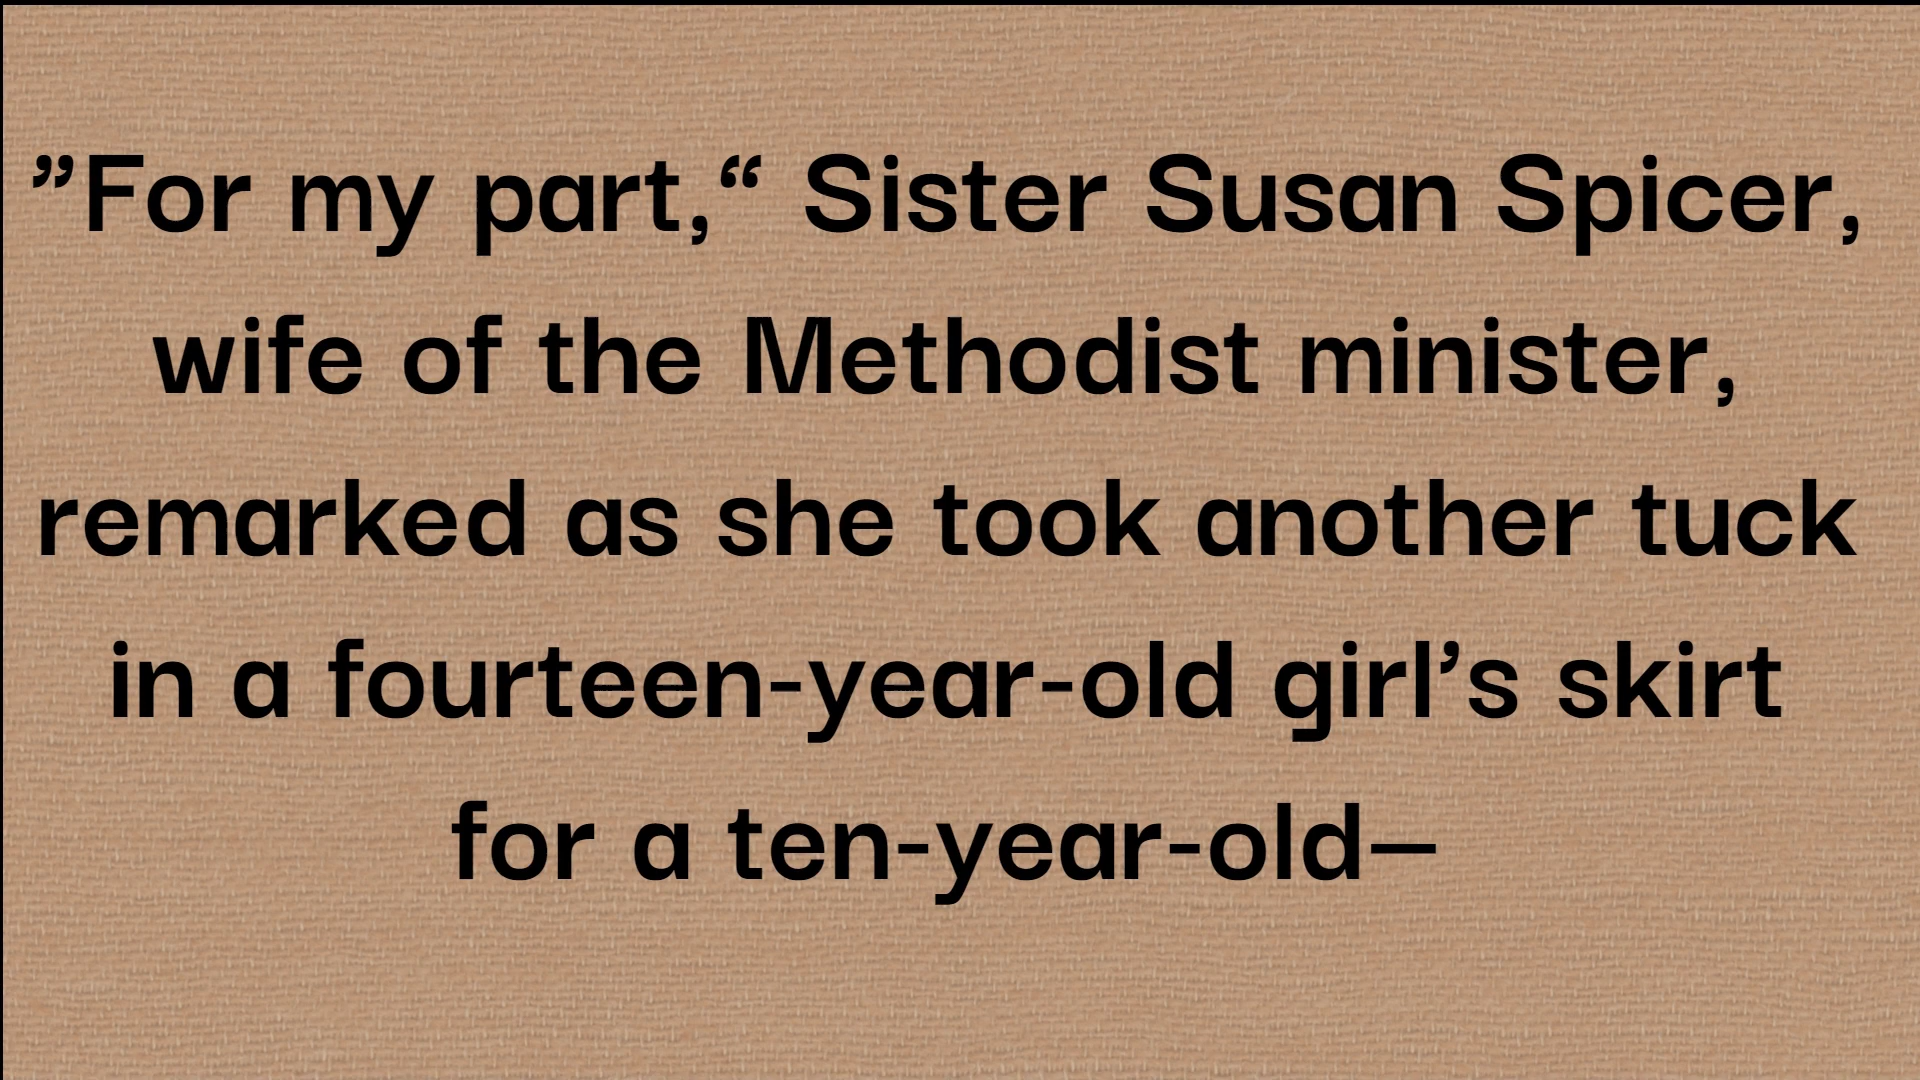 ”For my part,“ Sister Susan Spicer,
wife of the Methodist minister,
remarked as she took another tuck
in a fourteen-year-old girl’s skirt
for a ten-year-old—